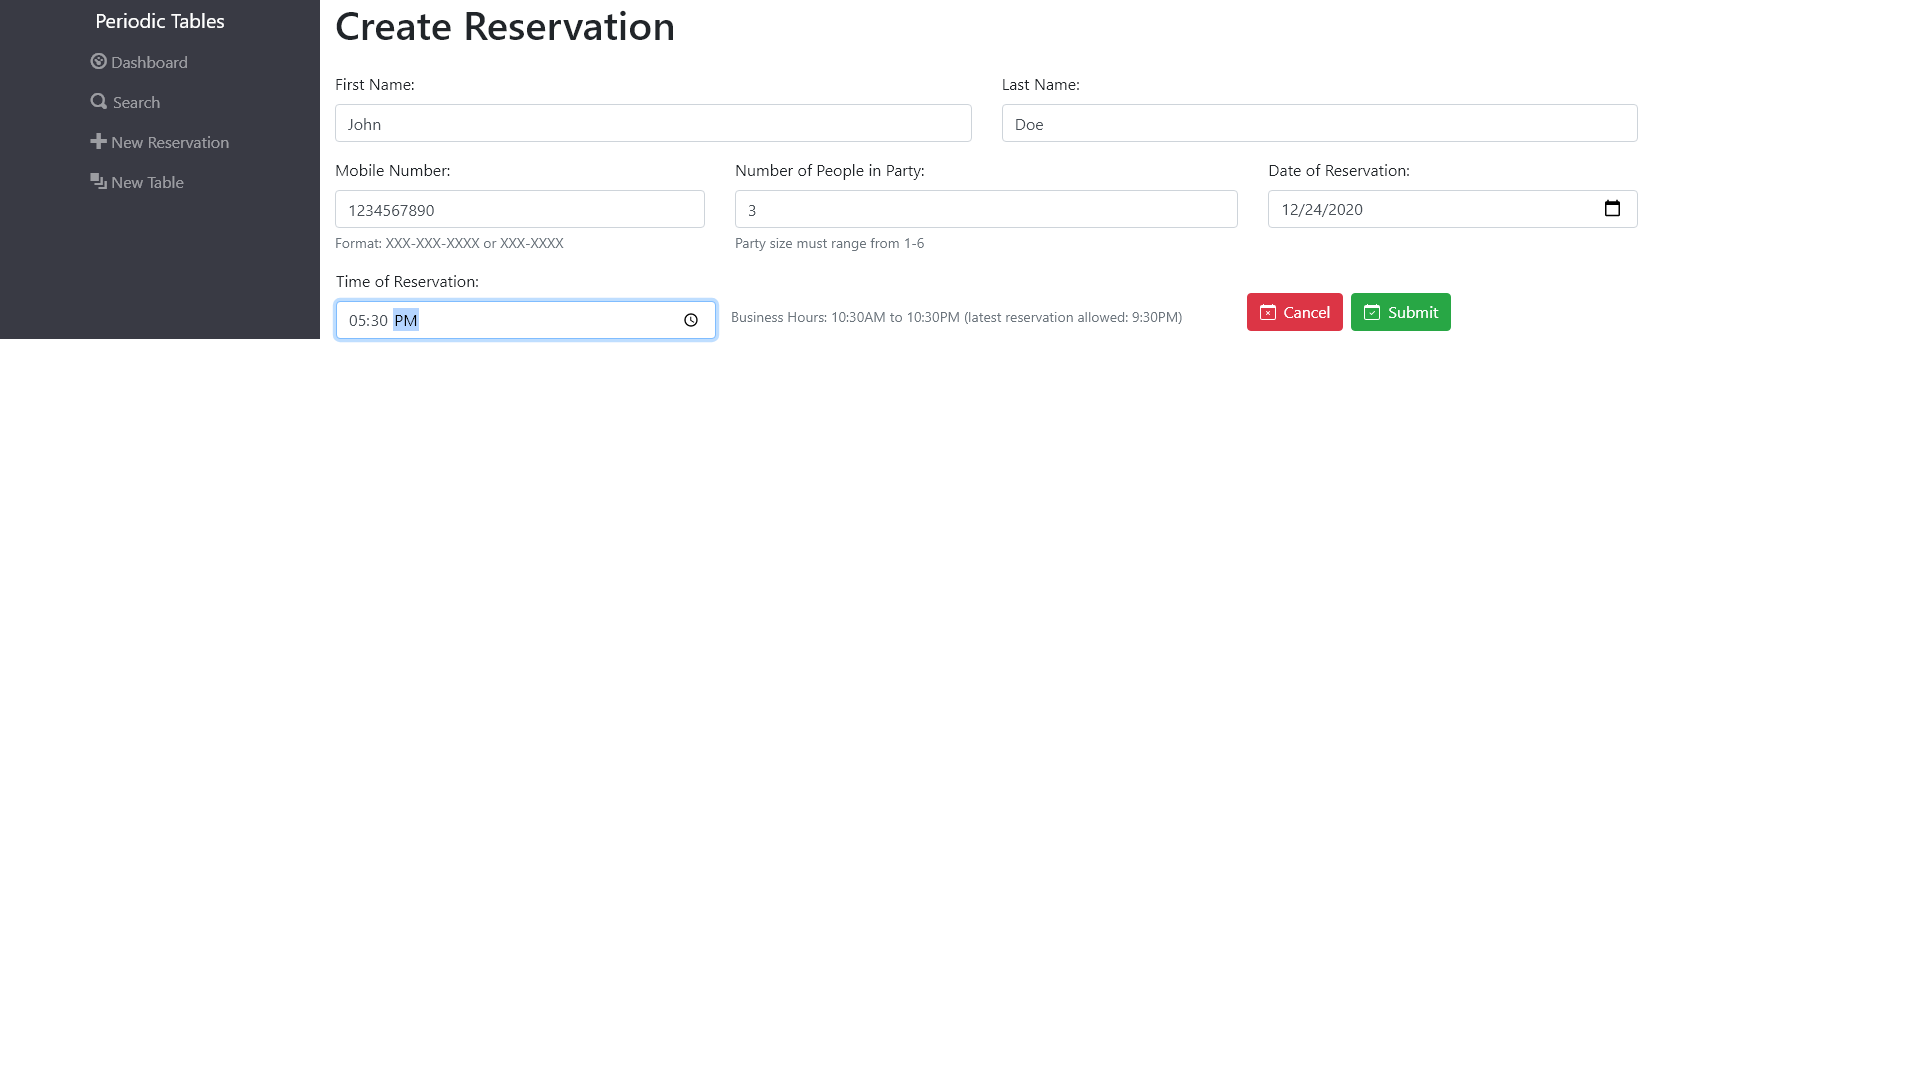 Periodic Tables
Dashboard
Search
New Reservation
New Table
Create Reservation
First Name:
Last Name:
John
Doe
Mobile Number:
Number of People in Party:
Date of Reservation:
1234567890
3
12/24/2020
Format: XXX-XXX-XXXX or XXX-XXXX
Party size must range from 1-6
Time of Reservation:
05:30 PM
Business Hours: 10:30AM to 10:30PM (latest reservation allowed: 9:30PM)
Cancel
Submit